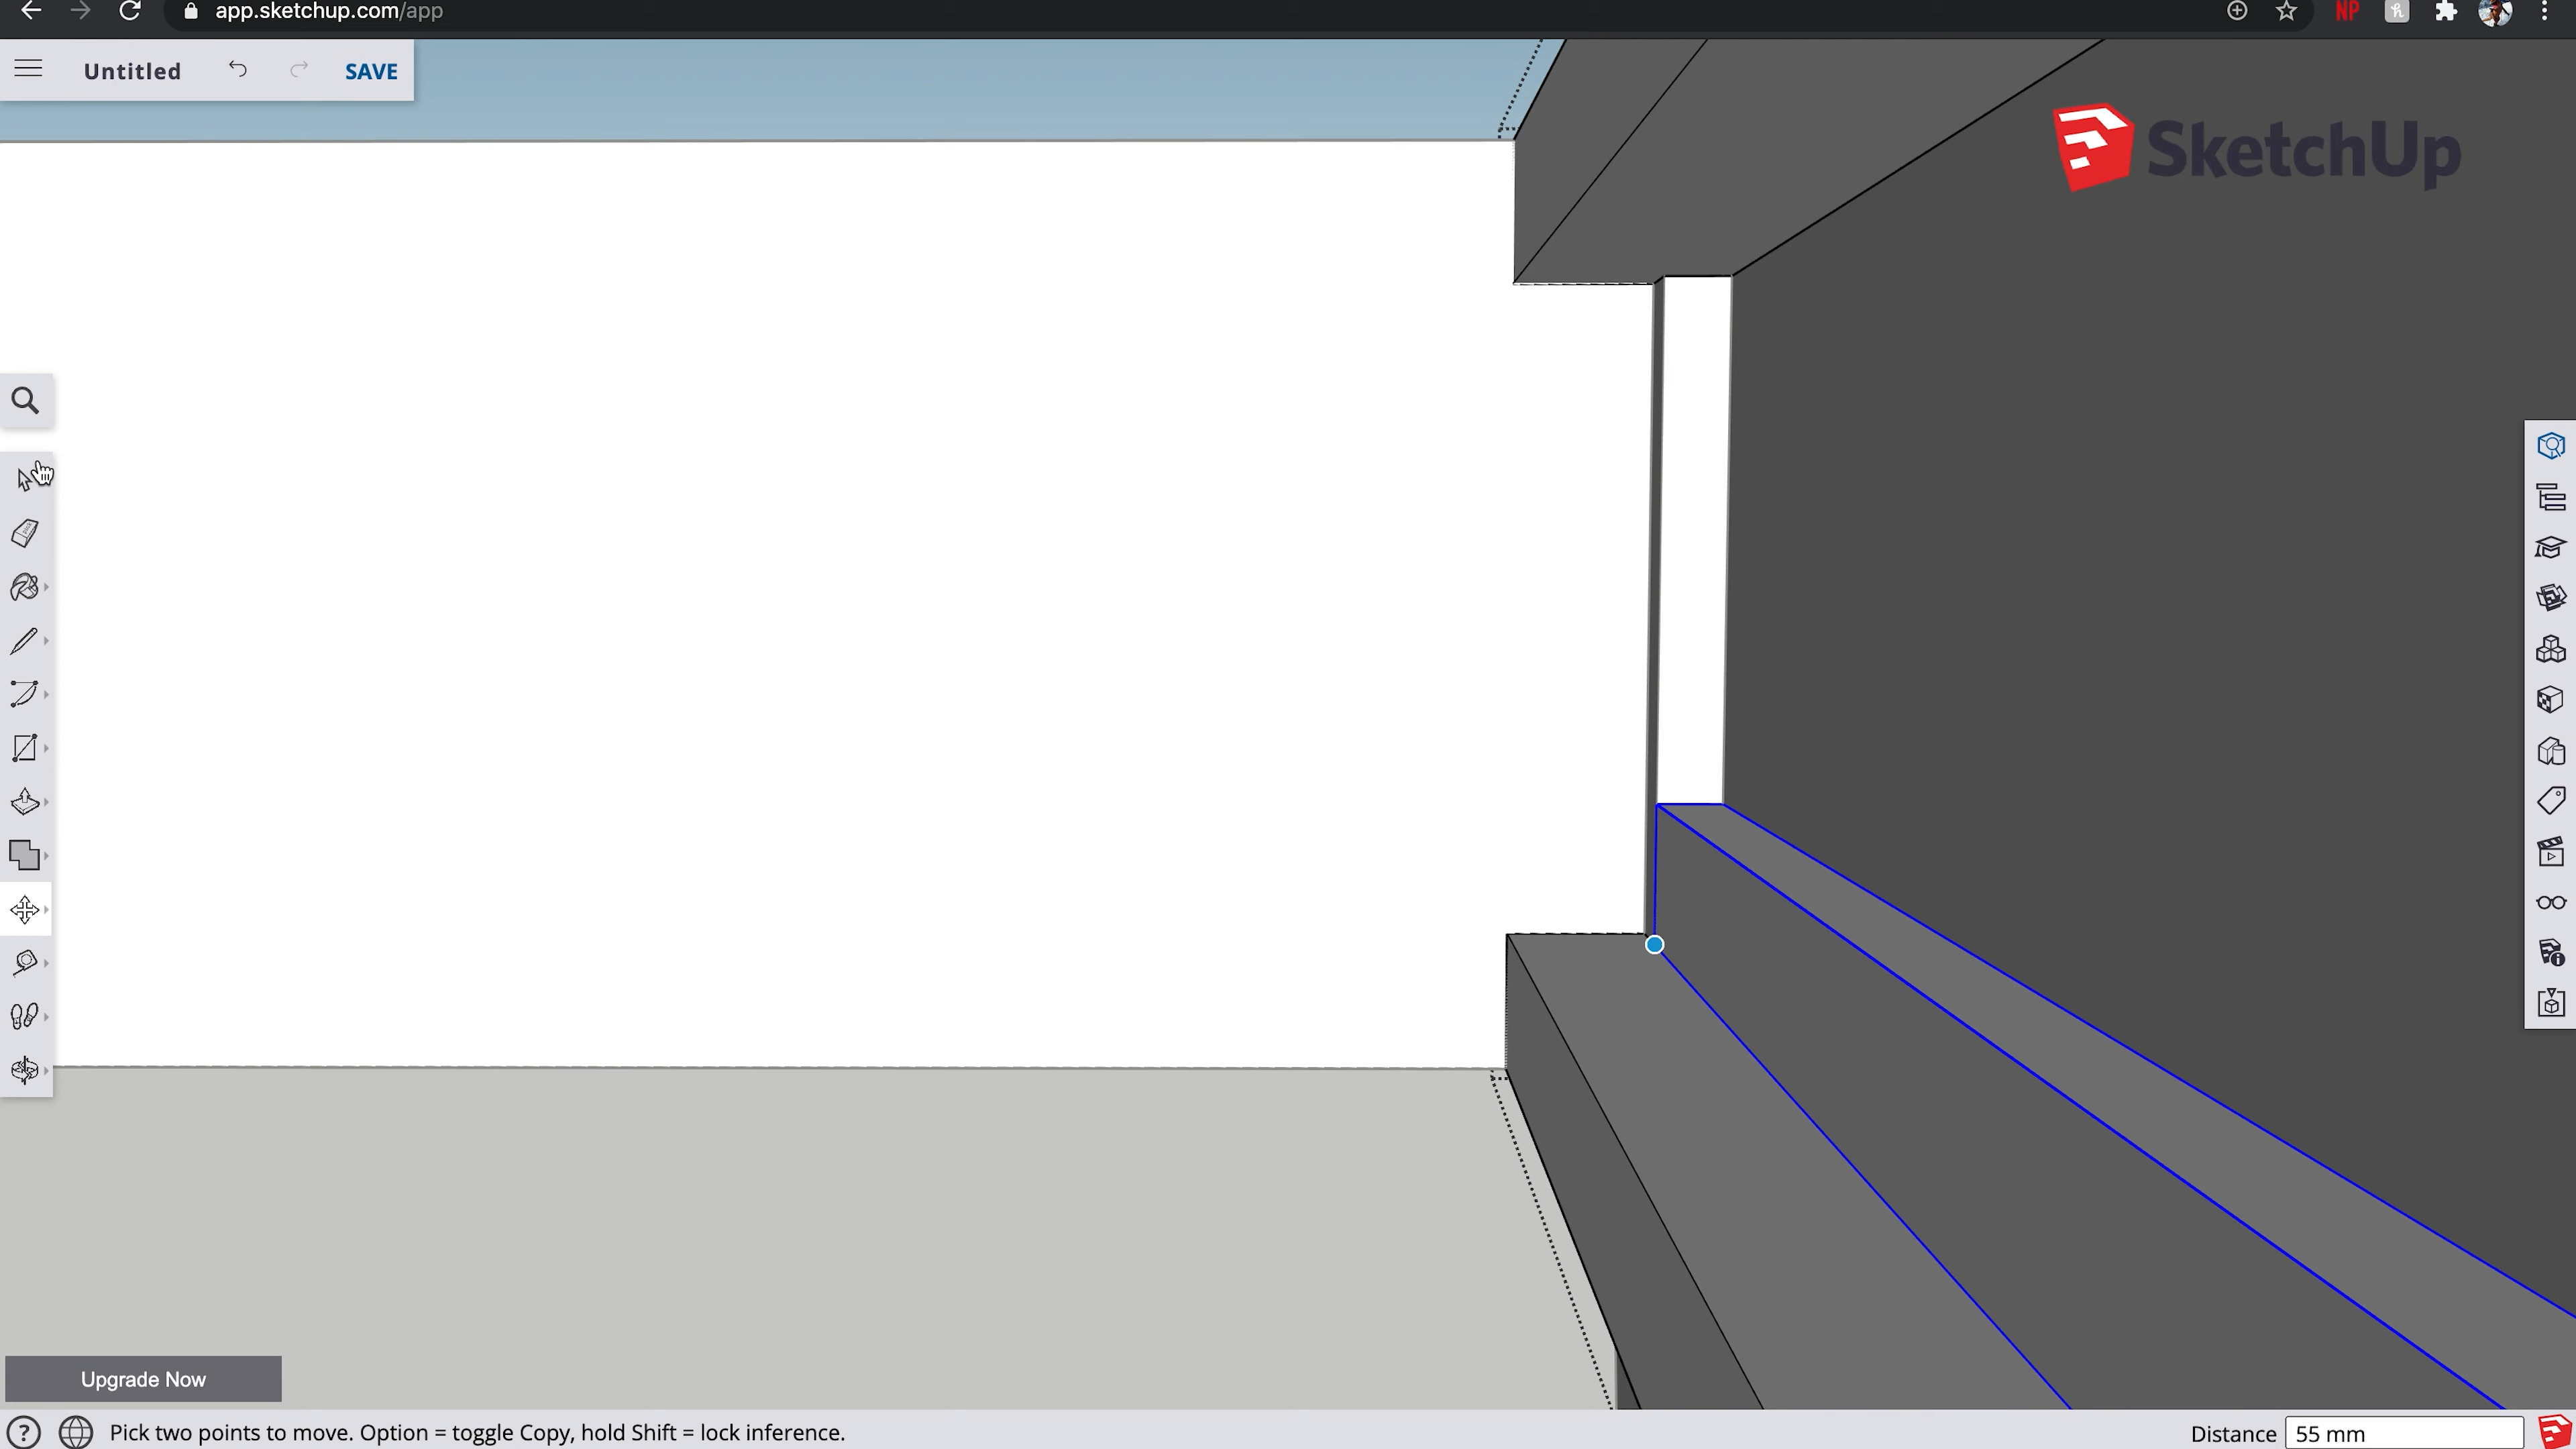 app.sketchup.com/app
NP
h
Untitled
SAVE
SketchUp
Upgrade Now
? Pick two points to move. Option = toggle Copy, hold Shift = lock inference.
Distance 55 mm